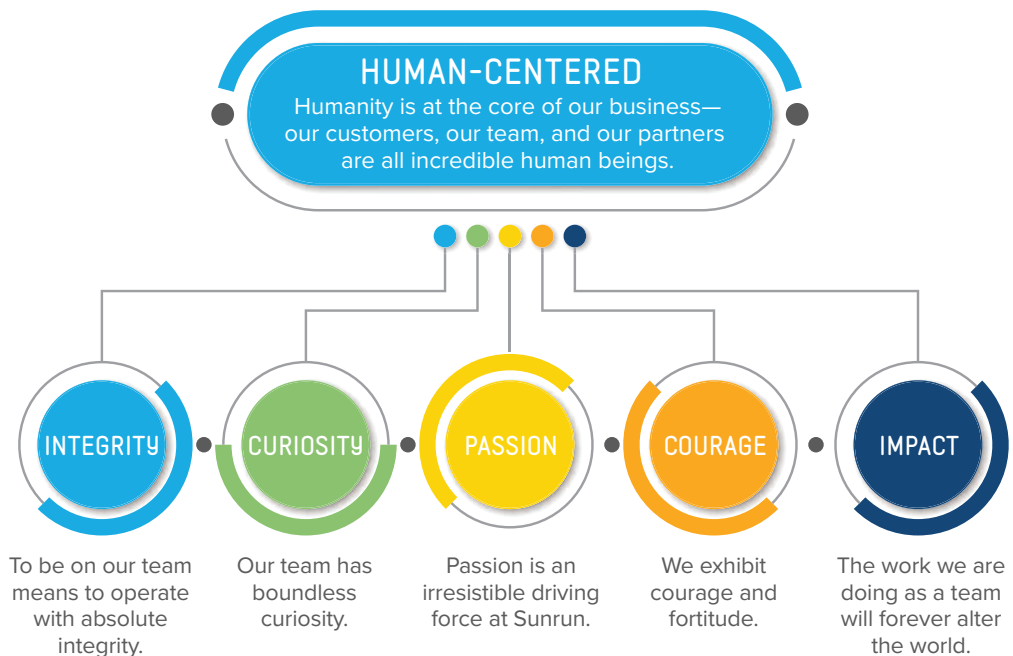 HUMAN-CENTERED
Humanity is at the core of our business—
our customers, our team, and our partners
are all incredible human beings.
INTEGRITY
To be on our team
means to operate
with absolute
integrity.
CURIOSITY
Our team has
boundless
curiosity.
PASSION
Passion is an
irresistible driving
force at Sunrun.
COURAGE
We exhibit
courage and
fortitude.
IMPACT
The work we are
doing as a team
will forever alter
the world.